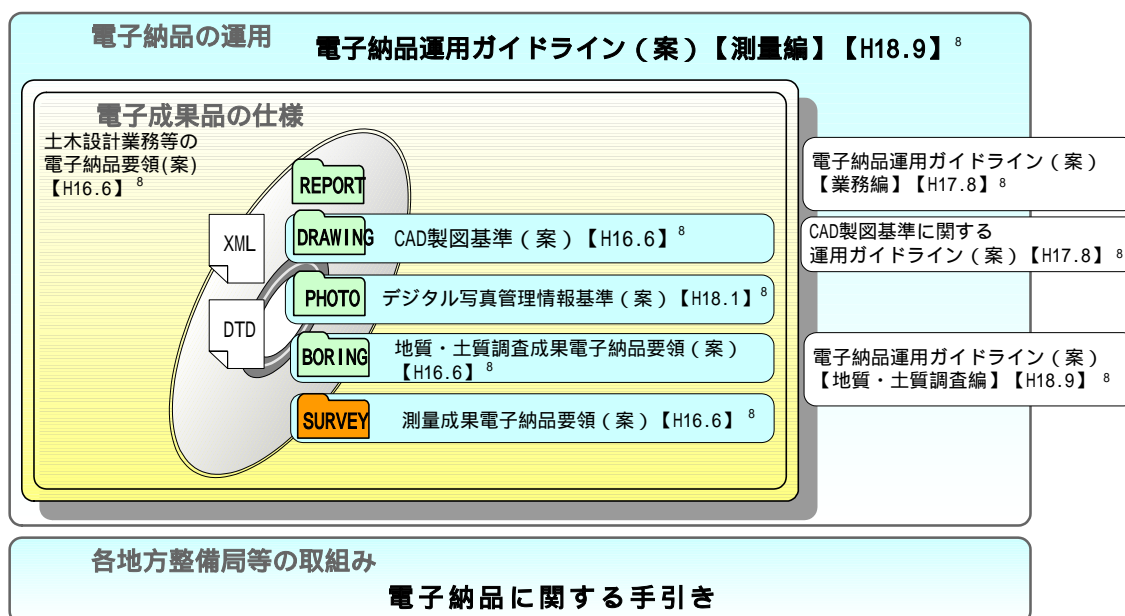 電子納品の運用
電子納品運用ガイドライン(案)【測量編】【H18.9】8
電子成果品の仕様
土木設計業務等の
電子納品要領(案)
【H16.6】8
REPORT
XML
DRAWING CAD製図基準(案)【H16.6】8
PHOTO デジタル写真管理情報基準(案)【H18.1】8
DTD
BORING 地質・土質調査成果電子納品要領(案)
【H16.6】8
SURVEY 測量成果電子納品要領(案)【H16.6】8
電子納品運用ガイドライン(案)
【業務編】【H17.8】8
CAD製図基準に関する
運用ガイドライン(案)【H17.8】8
電子納品運用ガイドライン(案)
【地質・土質調査編】【H18.9】8
各地方整備局等の取組み
電子納品に関する手引き